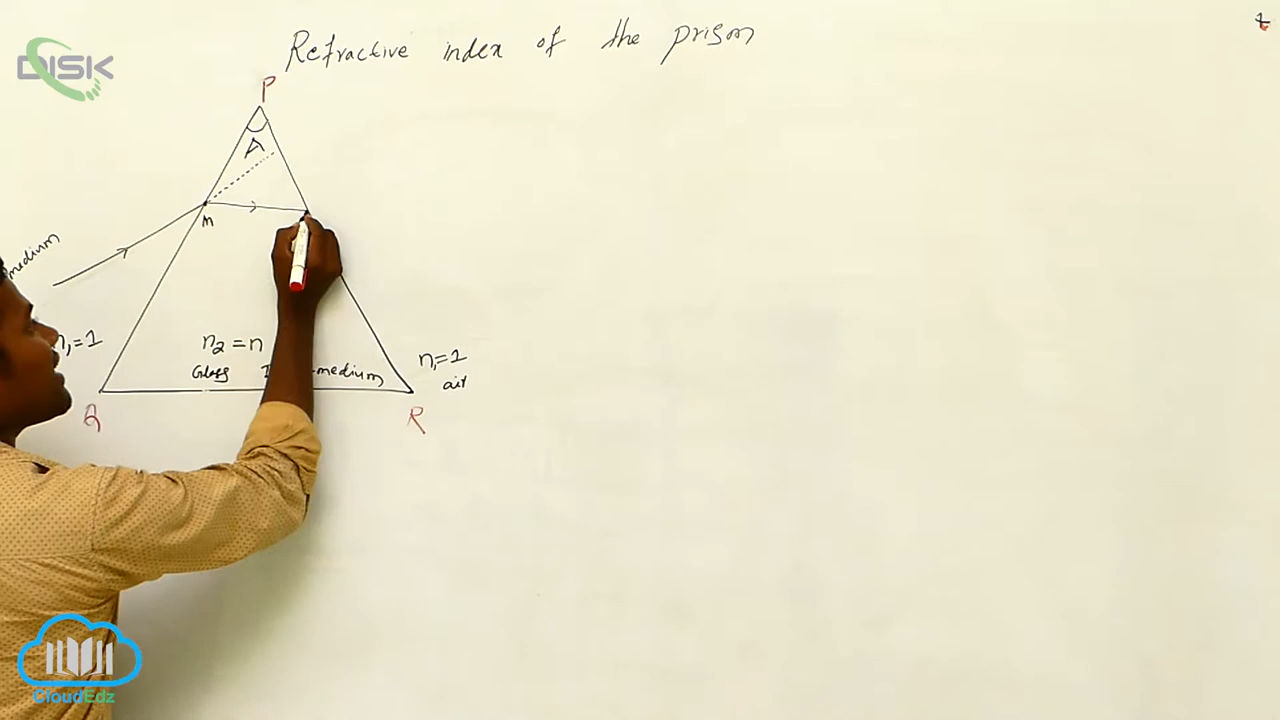 DISK
Refractive index of the prism
P
A
M
medium
n1=1
n2=n
Glass
medium
n1=1
air
Q
R
CloudEdz